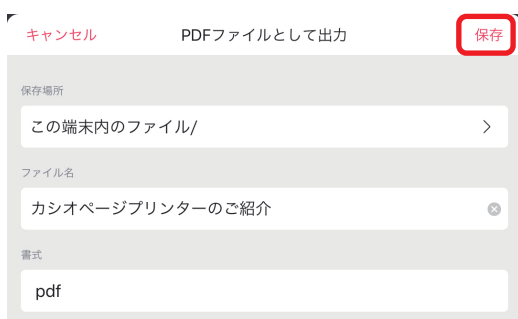 キャンセル PDFファイルとして出力 保存
保存場所
この端末内のファイル/
ファイル名
カシオページプリンターのご紹介
書式
pdf